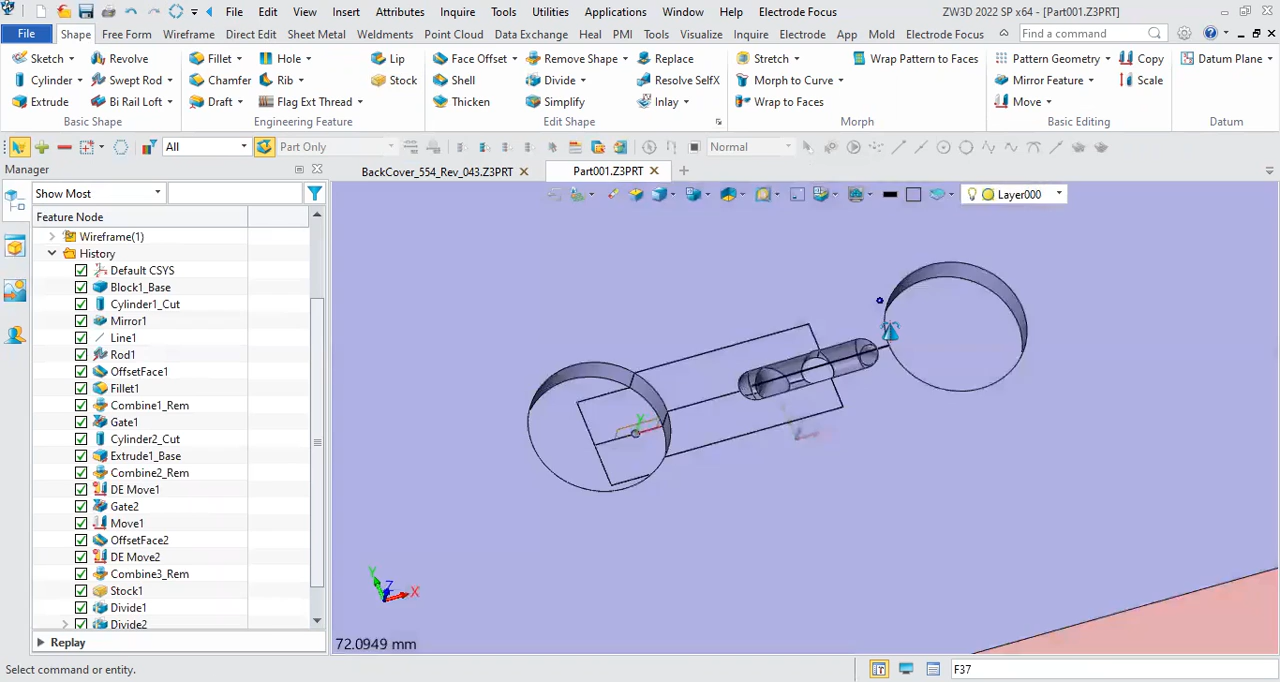 File Edit View Insert Attributes Inquire Tools Utilities Applications Window Help Electrode Focus ZW3D 2022 SP x64 - [Part001.Z3PRT]
File Shape Free Form Wireframe Direct Edit Sheet Metal Weldments Point Cloud Data Exchange Heal PMI Tools Visualize Inquire Electrode App Mold Electrode Focus Find a command
Sketch Revolve Fillet Hole Lip Face Offset Remove Shape Replace Stretch Wrap Pattern to Faces Pattern Geometry Copy Datum Plane
Cylinder Swept Rod Chamfer Rib Stock Shell Divide Resolve SelfX Morph to Curve Mirror Feature Scale
Extrude Bi Rail Loft Draft Flag Ext Thread Thicken Simplify Inlay Wrap to Faces Move
Basic Shape Engineering Feature Edit Shape Morph Basic Editing Datum
All Part Only Normal
Manager BackCover_554_Rev_043.Z3PRT Part001.Z3PRT
Show Most Layer000
Feature Node
Wireframe(1)
History
Default CSYS
Block1_Base
Cylinder1_Cut
Mirror1
Line1
Rod1
OffsetFace1
Fillet1
Combine1_Rem
Gate1
Cylinder2_Cut
Extrude1_Base
Combine2_Rem
DE Move1
Gate2
Move1
OffsetFace2
DE Move2
Combine3_Rem
Stock1
Divide1
Divide2
Replay
Y
Y
Z
X
72.0949 mm
Select command or entity. F37